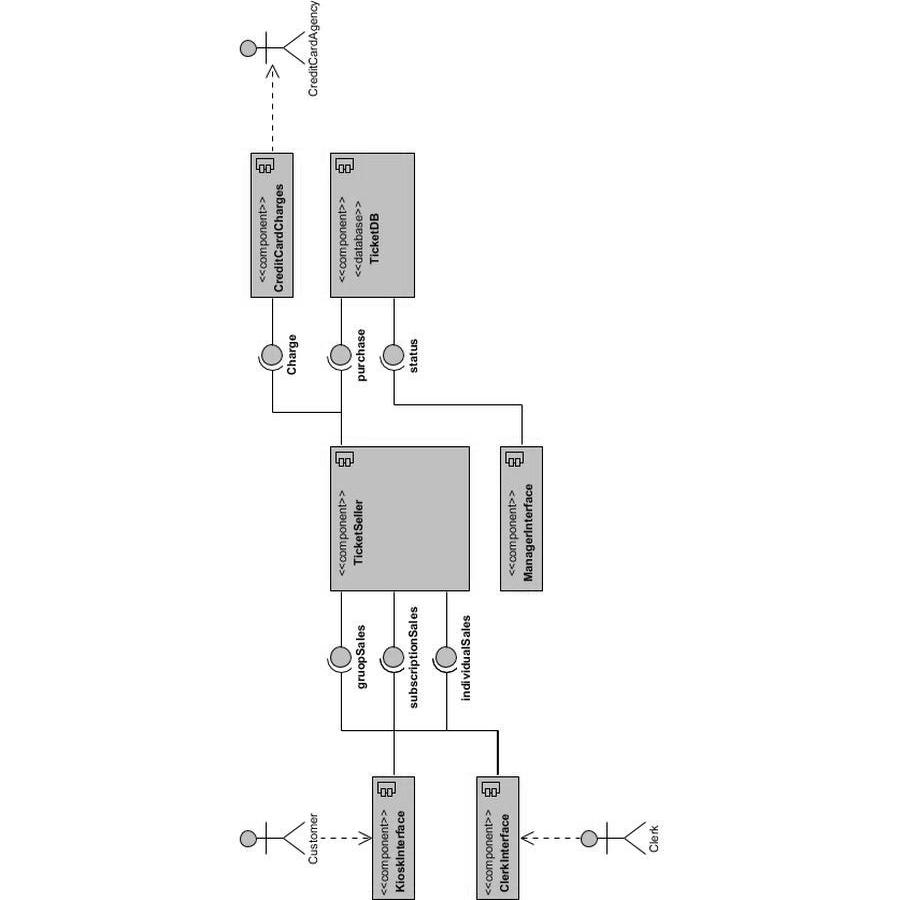 CreditCardAgency
<<component>>
CreditCardCharges
<<component>>
<<database>>
TicketDB
Charge
purchase
status
<<component>>
TicketSeller
<<component>>
ManagerInterface
gruopSales
subscriptionSales
individualSales
Customer
<<component>>
KioskInterface
<<component>>
ClerkInterface
Clerk